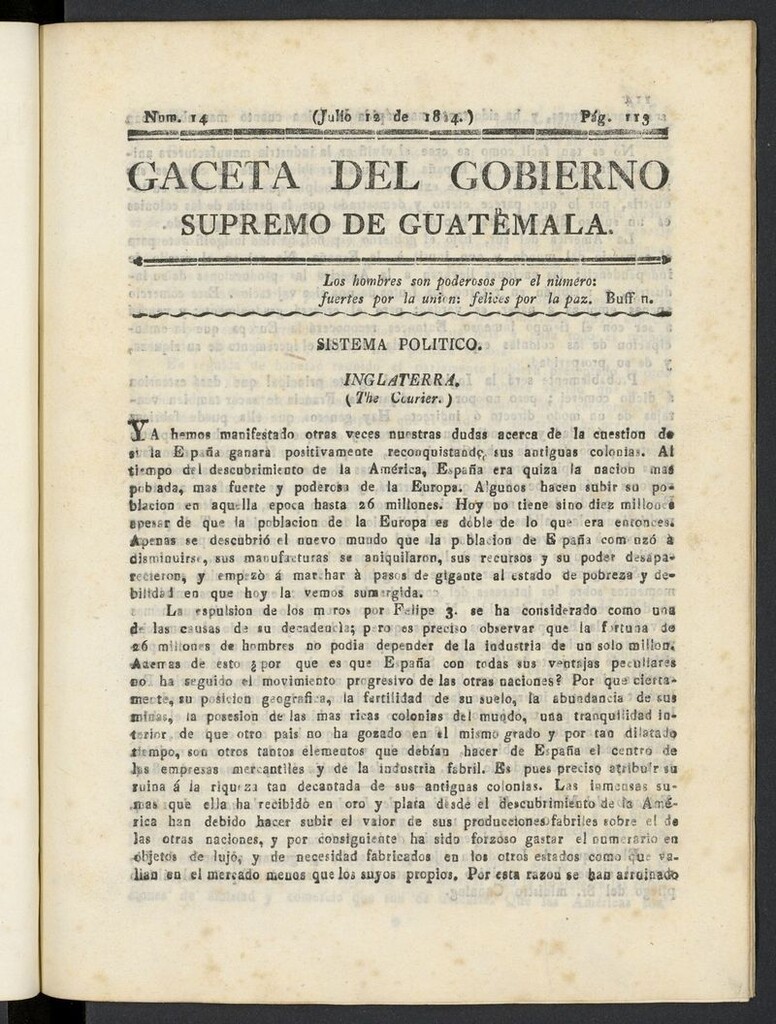 Num. 14 (Julio 12 de 1824.) Pág. 113
GACETA DEL GOBIERNO
SUPREMO DE GUATEMALA.
Los hombres son poderosos por el número:
fuertes por la union: felices por la paz. Buff n.
SISTEMA POLITICO.
INGLATERRA.
(The Courier.)
YA hemos manifestado otras veces nuestras dudas acerca de la cuestion de
si la España ganará positivamente reconquistando, sus antiguas colonias. Al
tiempo del descubrimiento de la América, España era quiza la nacion mas
poblada, mas fuerte y poderosa de la Europa. Algunos hacen subir su po-
blacion en aquella epoca hasta 26 millones. Hoy no tiene sino diez millones
apesar de que la poblacion de la Europa es doble de lo que era entonces.
Apenas se descubrió el nuevo mundo que la poblacion de España comenzó à
disminuirse, sus manufacturas se aniquilaron, sus recursos y su poder desapa-
recieron, y empezò á marchar à pasos de gigante al estado de pobreza y de-
bilidad en que hoy la vemos sumergida.
La espulsion de los moros por Felipe 3. se ha considerado como una
de las causas de su decadencia; pero es preciso observar que la fortuna de
26 millones de hombres no podia depender de la industria de un solo millon.
Ademas de esto ¿por que es que España con todas sus ventajas peculiares
no ha seguido el movimiento progresivo de las otras naciones? Por que cierta-
mente, su posicion geografica, la fertilidad de su suelo, la abundancia de sus
minas, la posesion de las mas ricas colonias del mundo, una tranquilidad in-
terior de que otro pais no ha gozado en el mismo grado y por tan dilatado
tiempo, son otros tantos elementos que debían hacer de España el centro de
las empresas mercantiles y de la industria fabril. Es pues preciso atribuir su
ruina á la riqueza tan decantada de sus antiguas colonias. Las inmensas su-
mas que ella ha recibido en oro y plata desde el descubrimiento de la Amé-
rica han debido hacer subir el valor de sus producciones fabriles sobre el de
las otras naciones, y por consiguiente ha sido forzoso gastar el numerario en
objetos de lujo, y de necesidad fabricados en los otros estados como que va-
lian en el mercado menos que los suyos propios. Por esta razon se han arruinado